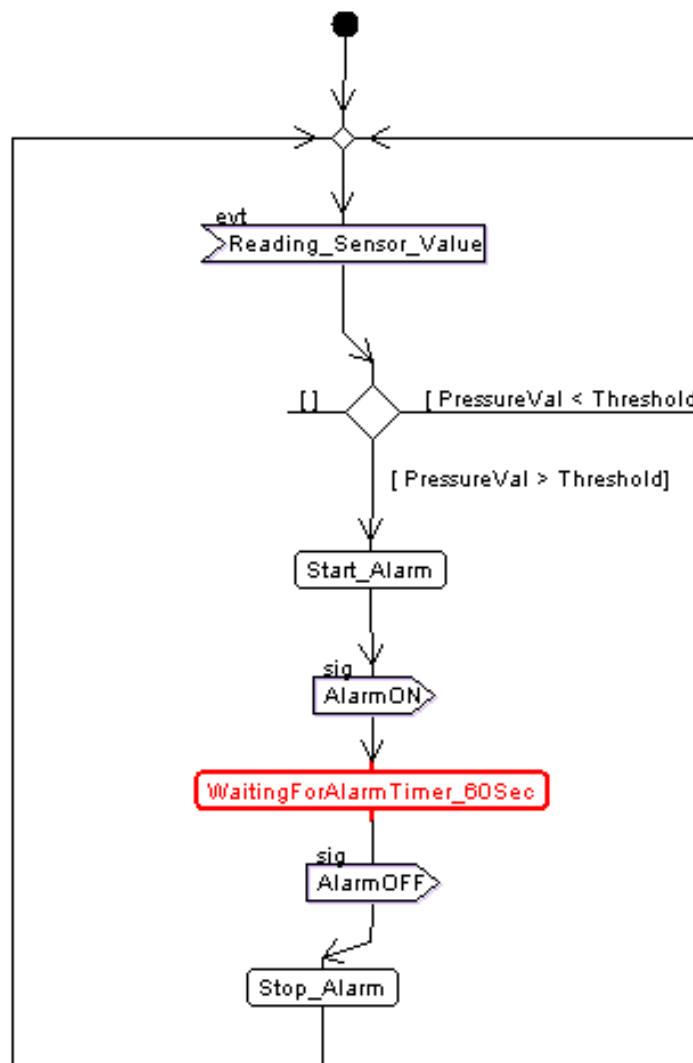 evt
Reading_Sensor_Value
[ ]
[ PressureVal < Threshold
[ PressureVal > Threshold]
Start_Alarm
sig
AlarmON
WaitingForAlarmTimer_60Sec
sig
AlarmOFF
Stop_Alarm